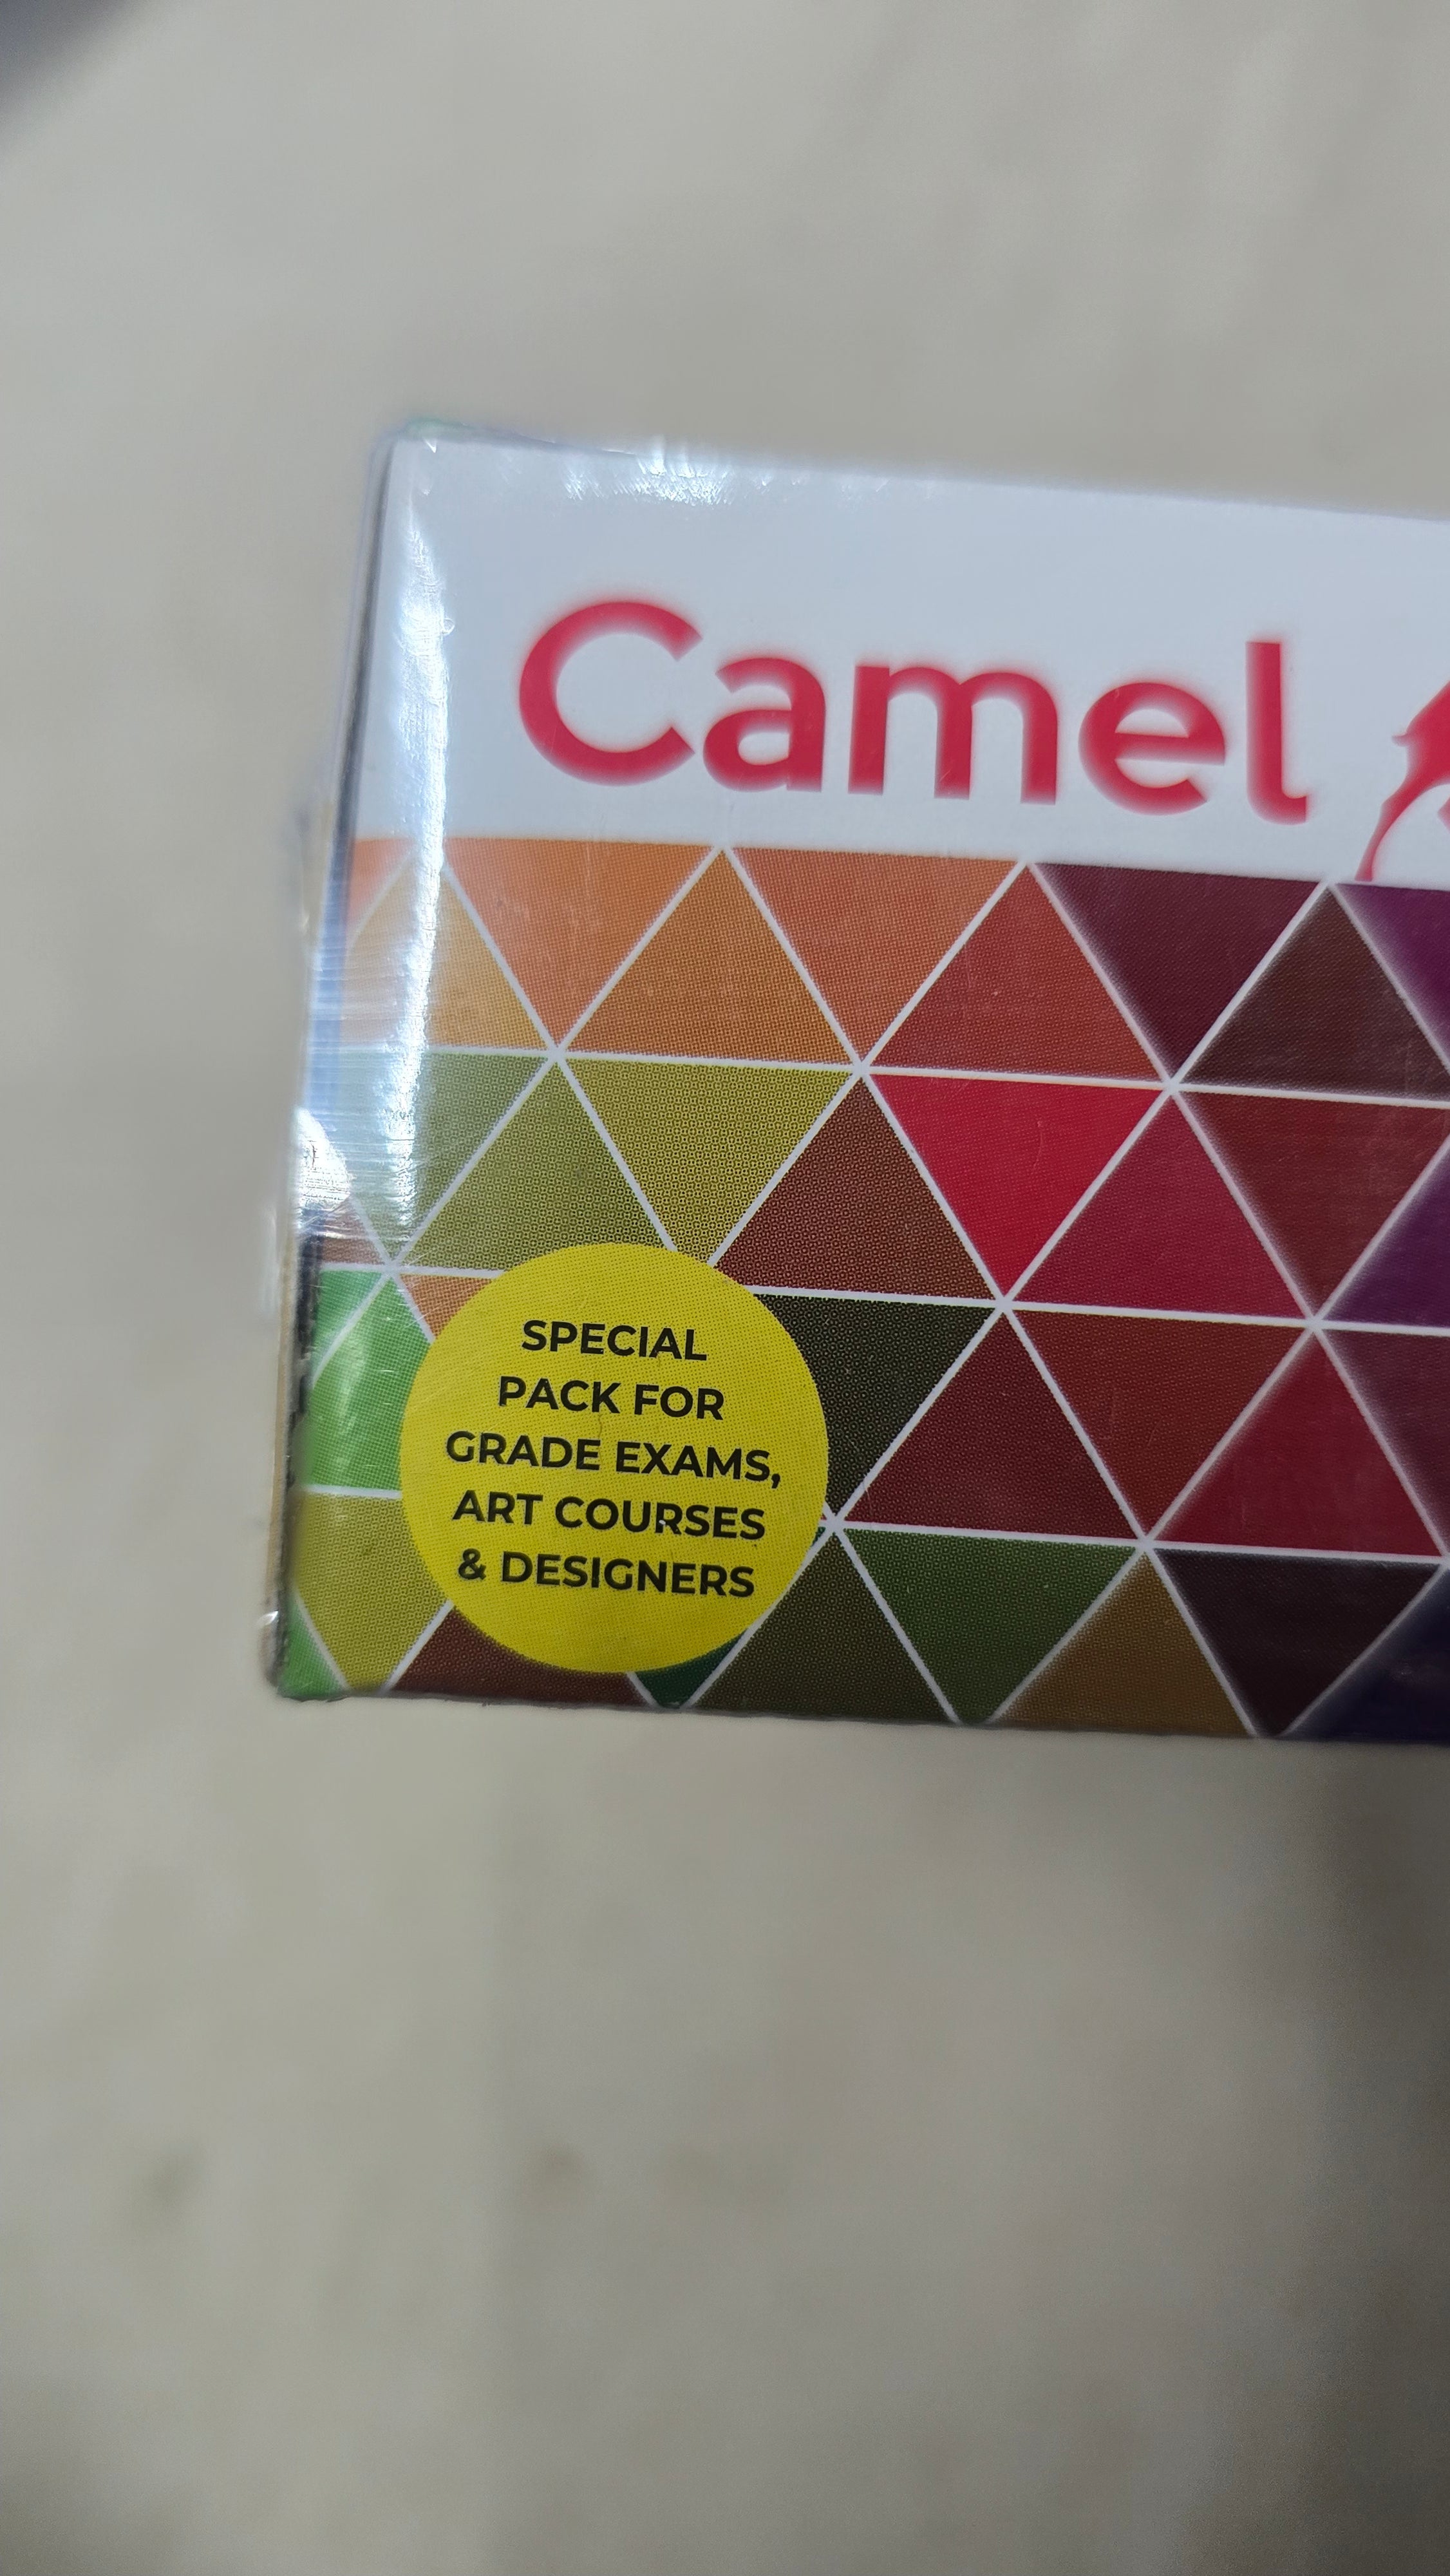 Camel
SPECIAL
PACK FOR
GRADE EXAMS,
ART COURSES
& DESIGNERS